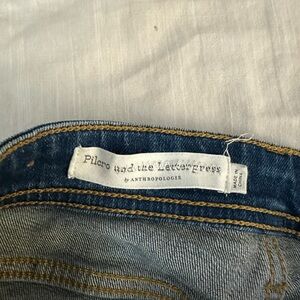 Pilcro and the Letterpress
by ANTHROPOLOGIE
MADE IN
CHINA